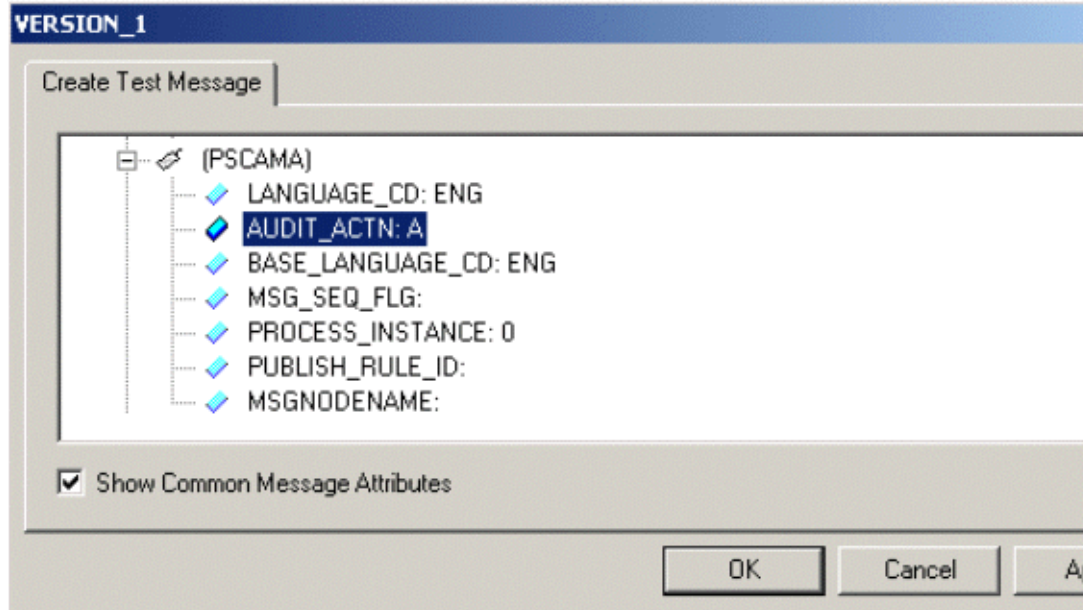 VERSION_1
Create Test Message
(PSCAMA)
LANGUAGE_CD: ENG
AUDIT_ACTN: A
BASE_LANGUAGE_CD: ENG
MSG_SEQ_FLG:
PROCESS_INSTANCE: 0
PUBLISH_RULE_ID:
MSGNODENAME:
Show Common Message Attributes
OK Cancel